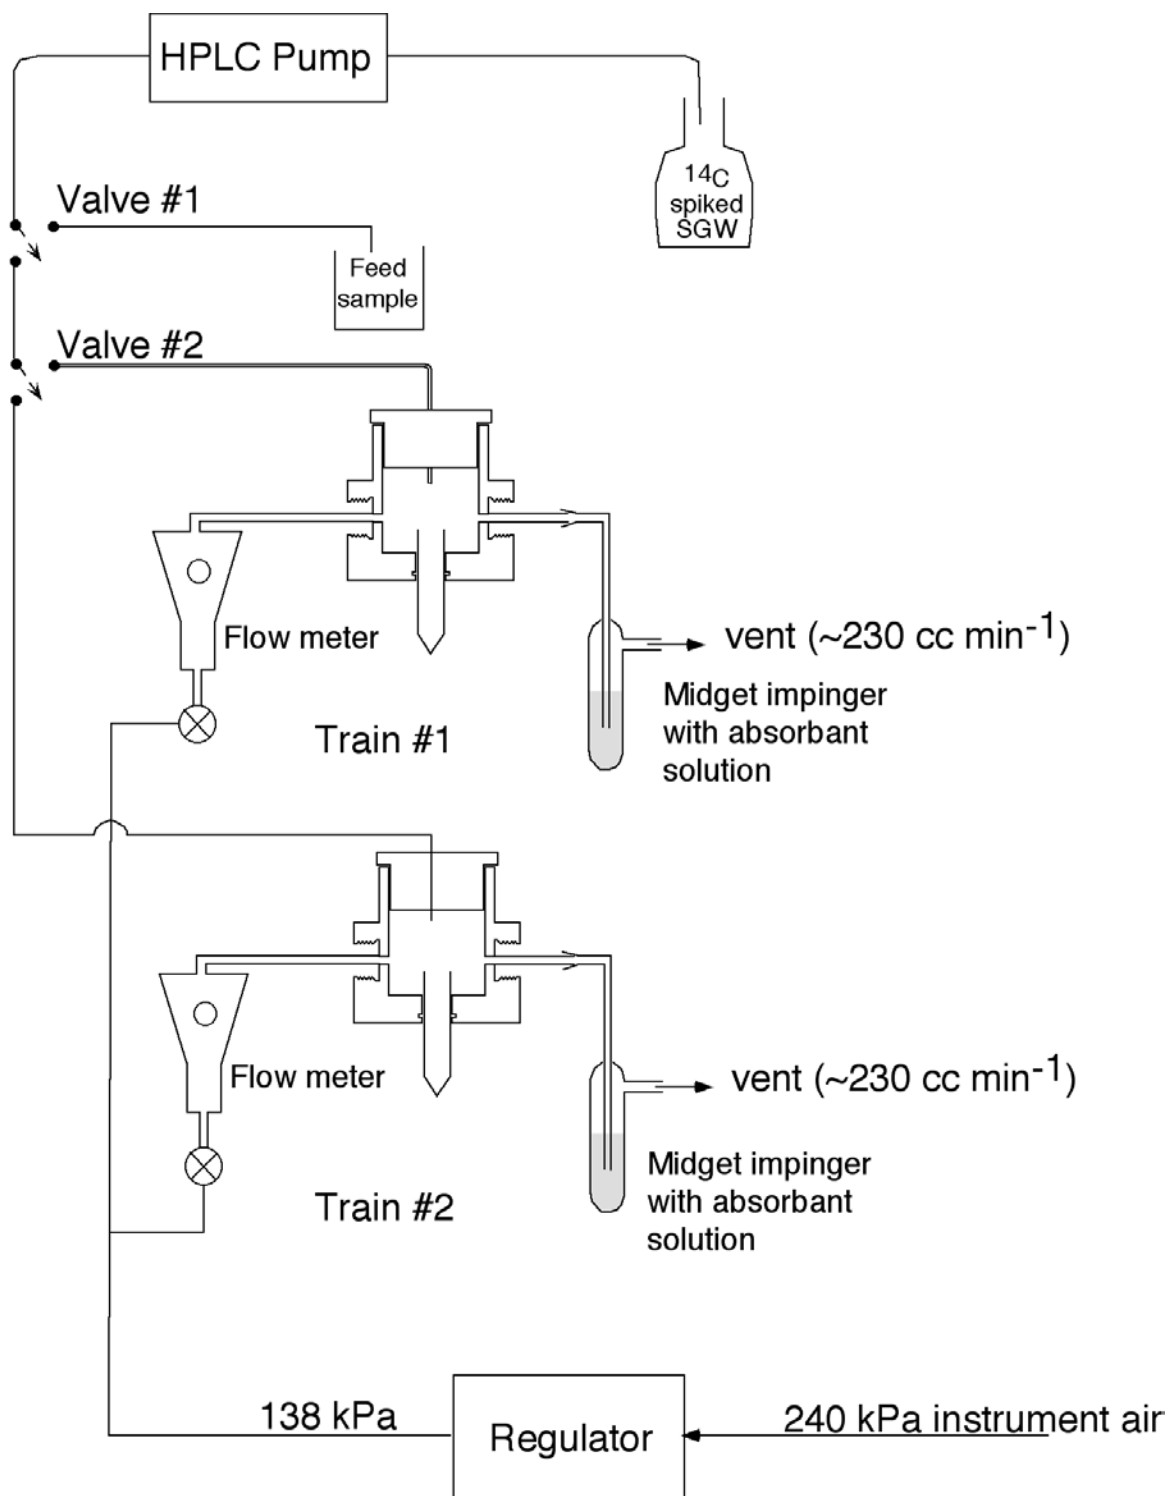 HPLC Pump
14C
spiked
SGW
Valve #1
Feed
sample
Valve #2
Flow meter
vent (~230 cc min-1)
Midget impinger
with absorbant
solution
Train #1
Flow meter
vent (~230 cc min-1)
Midget impinger
with absorbant
solution
Train #2
138 kPa
Regulator
240 kPa instrument air